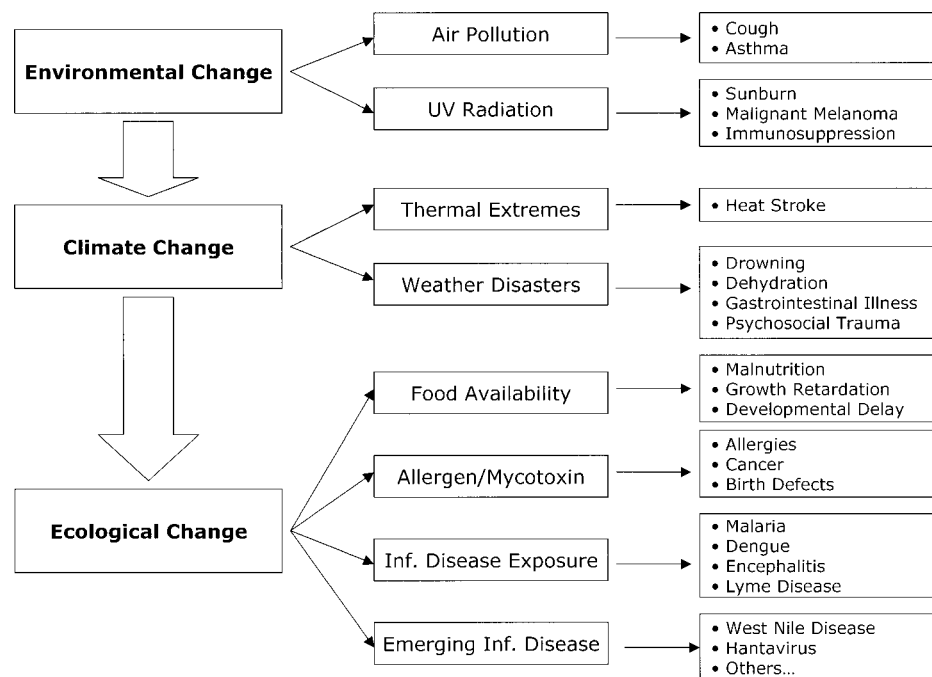 Environmental Change
Air Pollution
• Cough
• Asthma
UV Radiation
• Sunburn
• Malignant Melanoma
• Immunosuppression
Climate Change
Thermal Extremes
• Heat Stroke
Weather Disasters
• Drowning
• Dehydration
• Gastrointestinal Illness
• Psychosocial Trauma
Ecological Change
Food Availability
• Malnutrition
• Growth Retardation
• Developmental Delay
Allergen/Mycotoxin
• Allergies
• Cancer
• Birth Defects
Inf. Disease Exposure
• Malaria
• Dengue
• Encephalitis
• Lyme Disease
Emerging Inf. Disease
• West Nile Disease
• Hantavirus
• Others...